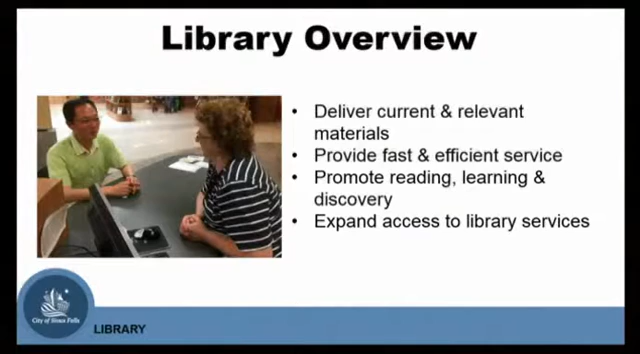 Library Overview
• Deliver current & relevant
materials
• Provide fast & efficient service
• Promote reading, learning &
discovery
• Expand access to library services
City of Sioux Falls
LIBRARY